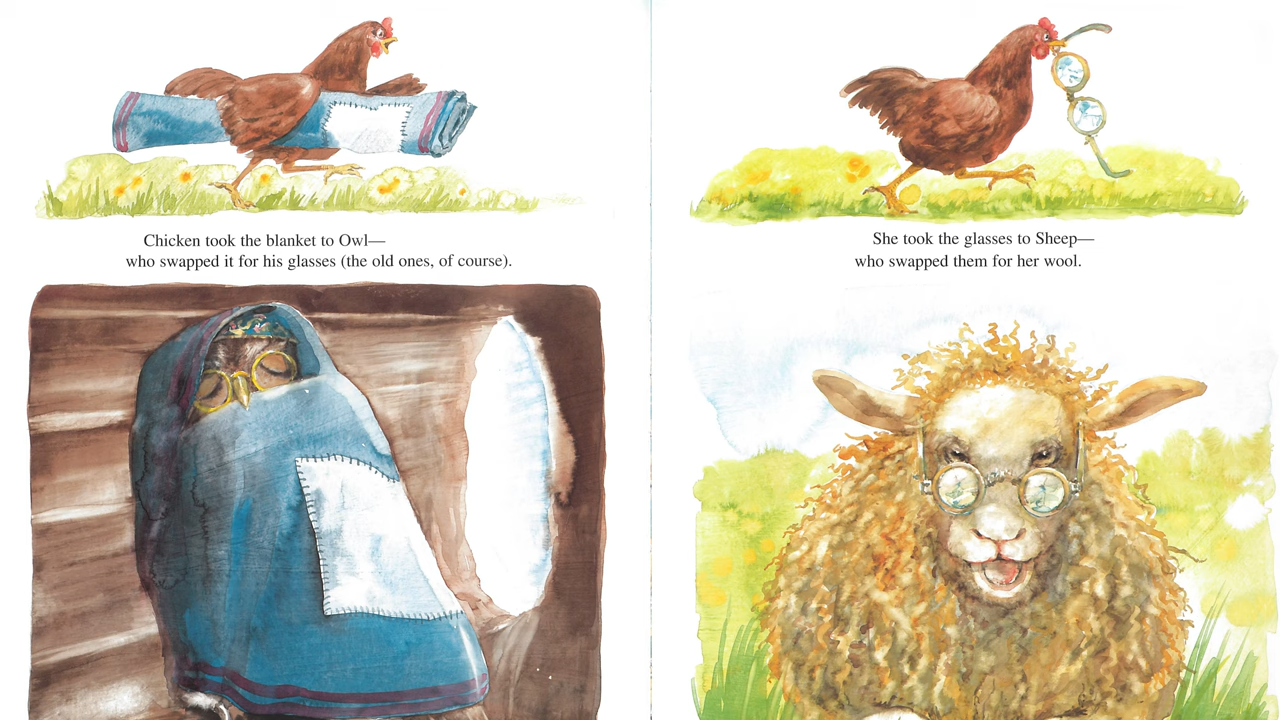 Chicken took the blanket to Owl—
who swapped it for his glasses (the old ones, of course).
She took the glasses to Sheep—
who swapped them for her wool.